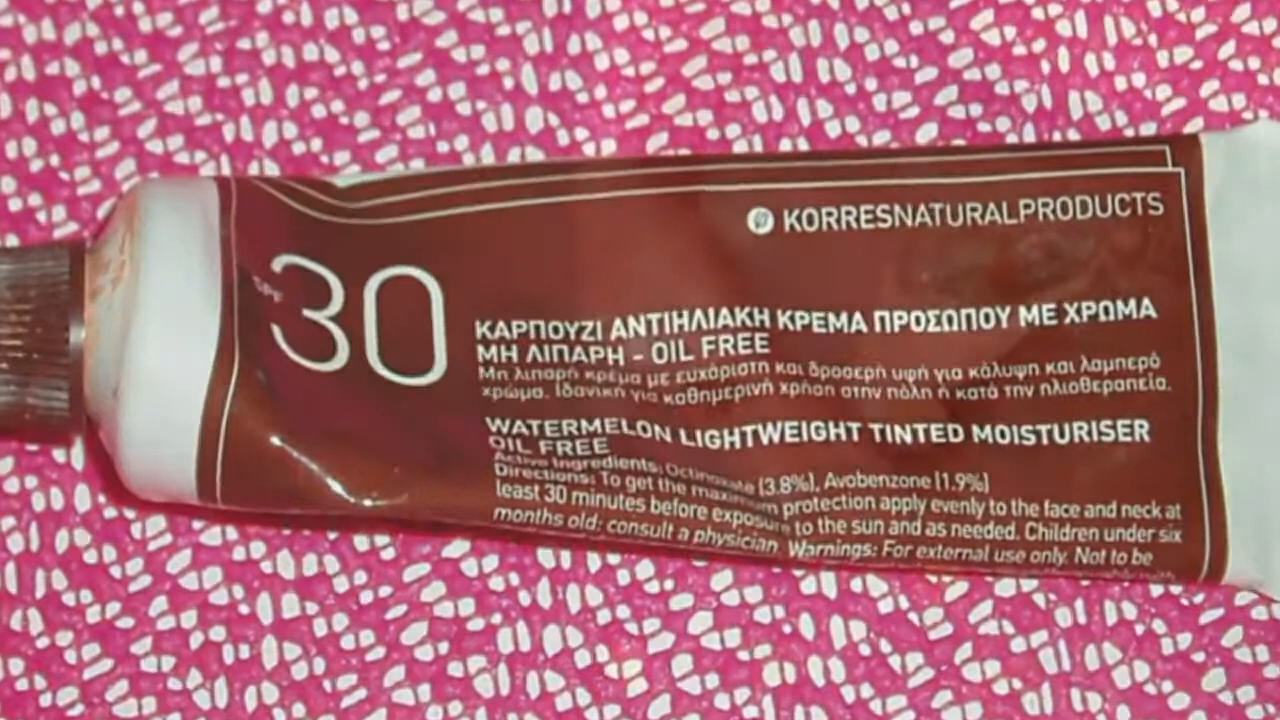 KORRESNATURALPRODUCTS
SPF 30
ΚΑΡΠΟΥΖΙ ΑΝΤΙΗΛΙΑΚΗ ΚΡΕΜΑ ΠΡΟΣΩΠΟΥ ΜΕ ΧΡΩΜΑ
ΜΗ ΛΙΠΑΡΗ - OIL FREE
Μη λιπαρή κρέμα με ευχάριστη και δροσερή υφή για κάλυψη και λαμπερό
χρώμα. Ιδανική για καθημερινή χρήση στην πόλη ή κατά την ηλιοθεραπεία.
WATERMELON LIGHTWEIGHT TINTED MOISTURISER
OIL FREE
Active Ingredients: Octinoxate (3.8%), Avobenzone (1.9%)
Directions: To get the maximum protection apply evenly to the face and neck at
least 30 minutes before exposure to the sun and as needed. Children under six
months old: consult a physician. Warnings: For external use only. Not to be